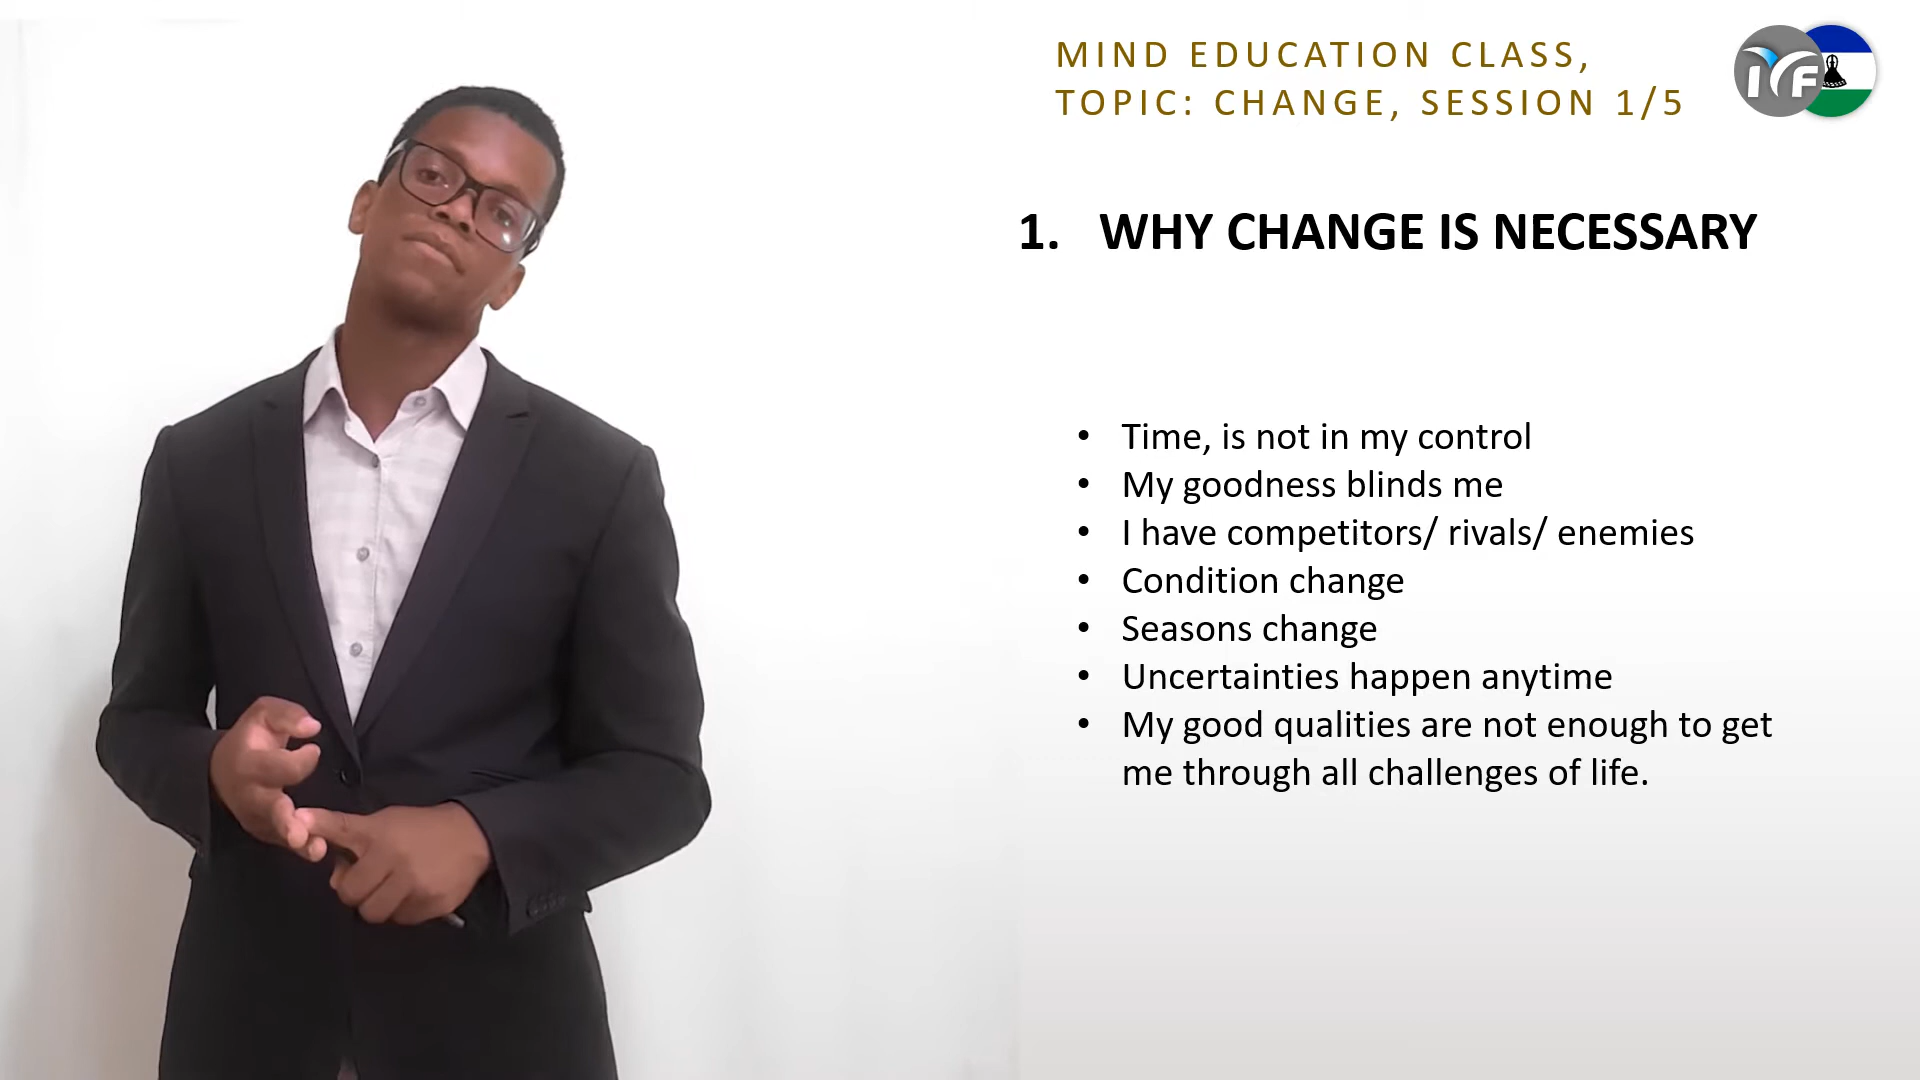 MIND EDUCATION CLASS,
TOPIC: CHANGE, SESSION 1/5
IYF
1. WHY CHANGE IS NECESSARY
• Time, is not in my control
• My goodness blinds me
• I have competitors/ rivals/ enemies
• Condition change
• Seasons change
• Uncertainties happen anytime
• My good qualities are not enough to get
me through all challenges of life.